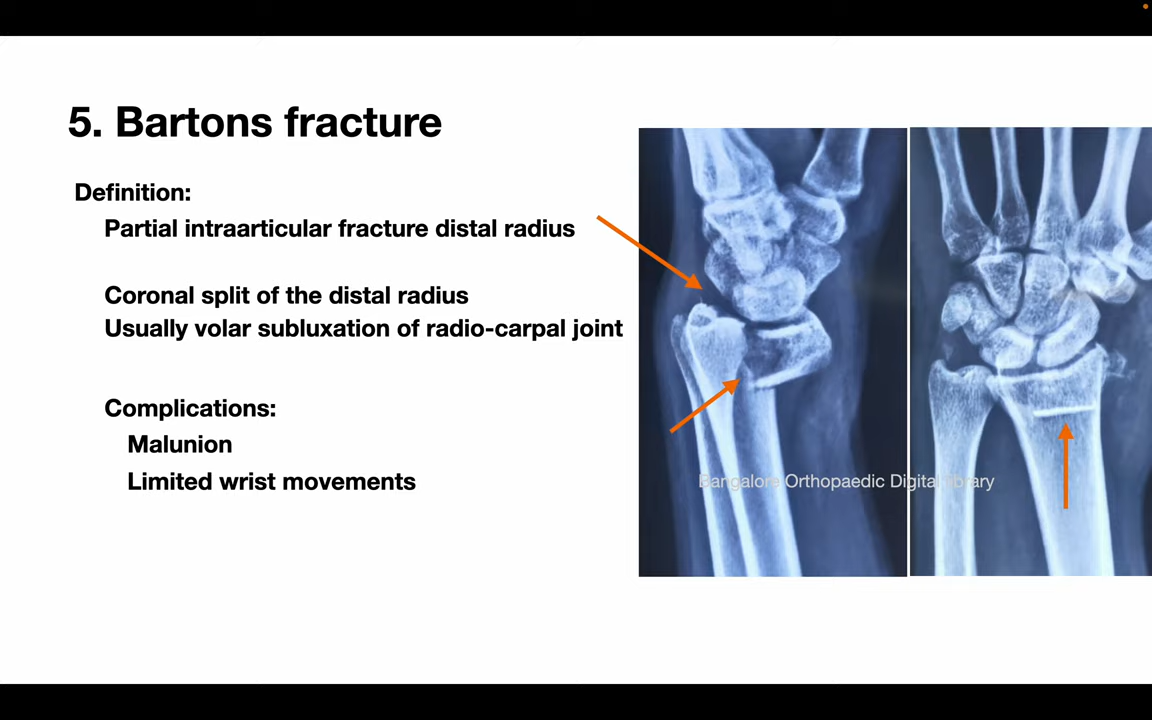 5. Bartons fracture
Definition:
Partial intraarticular fracture distal radius
Coronal split of the distal radius
Usually volar subluxation of radio-carpal joint
Complications:
Malunion
Limited wrist movements
Bangalore Orthopaedic Digital library